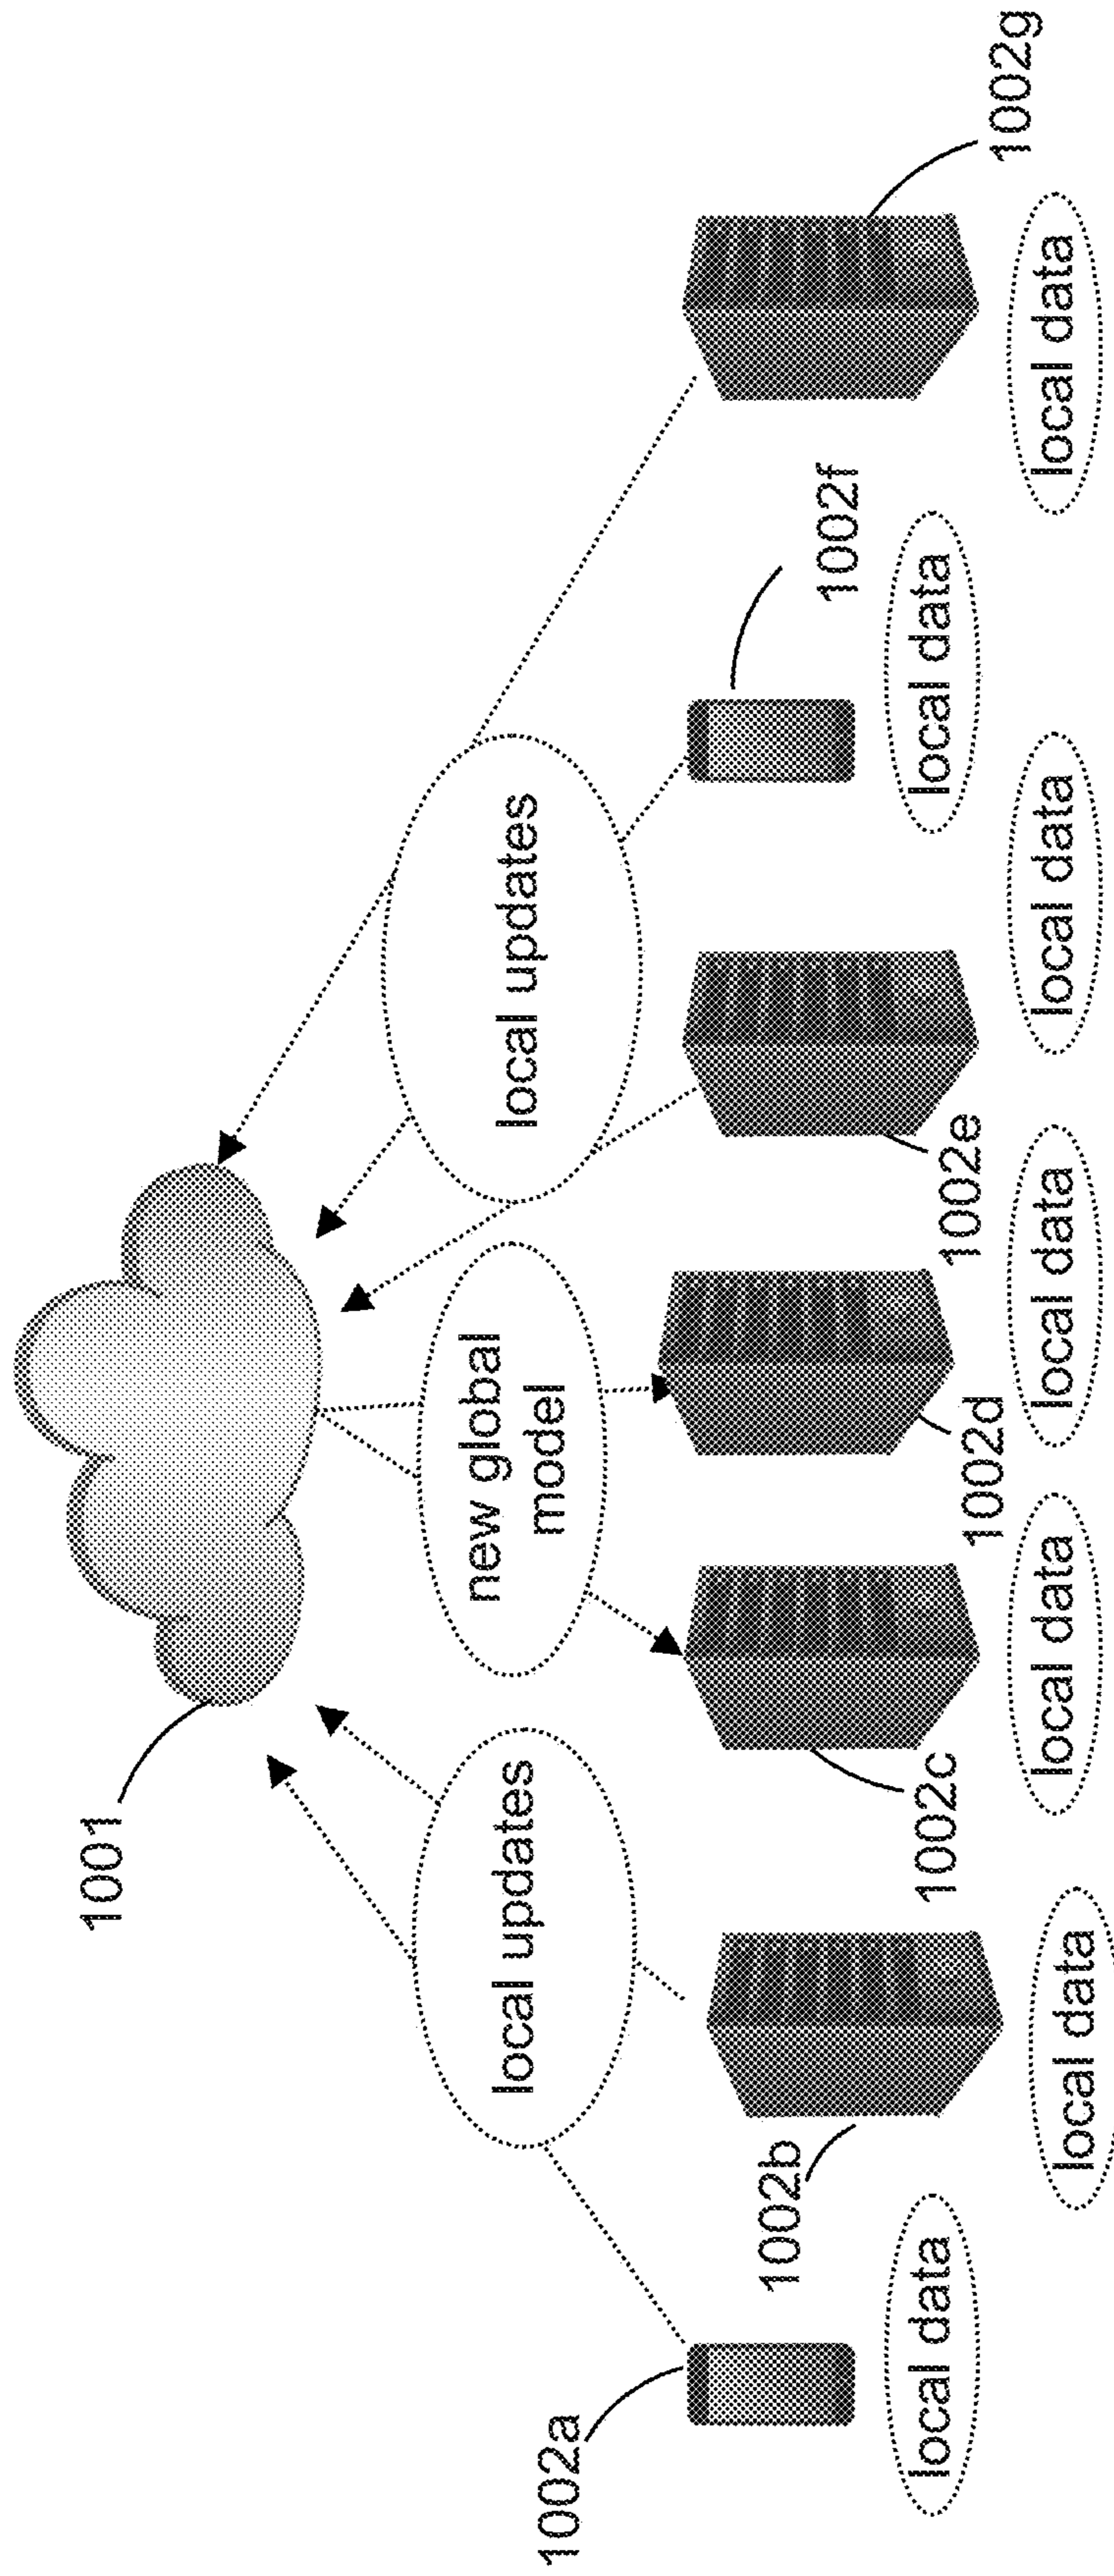 1001
local updates
new global
model
local updates
1002a
1002b
1002c
1002d
1002e
1002f
1002g
local data
local data
local data
local data
local data
local data
local data